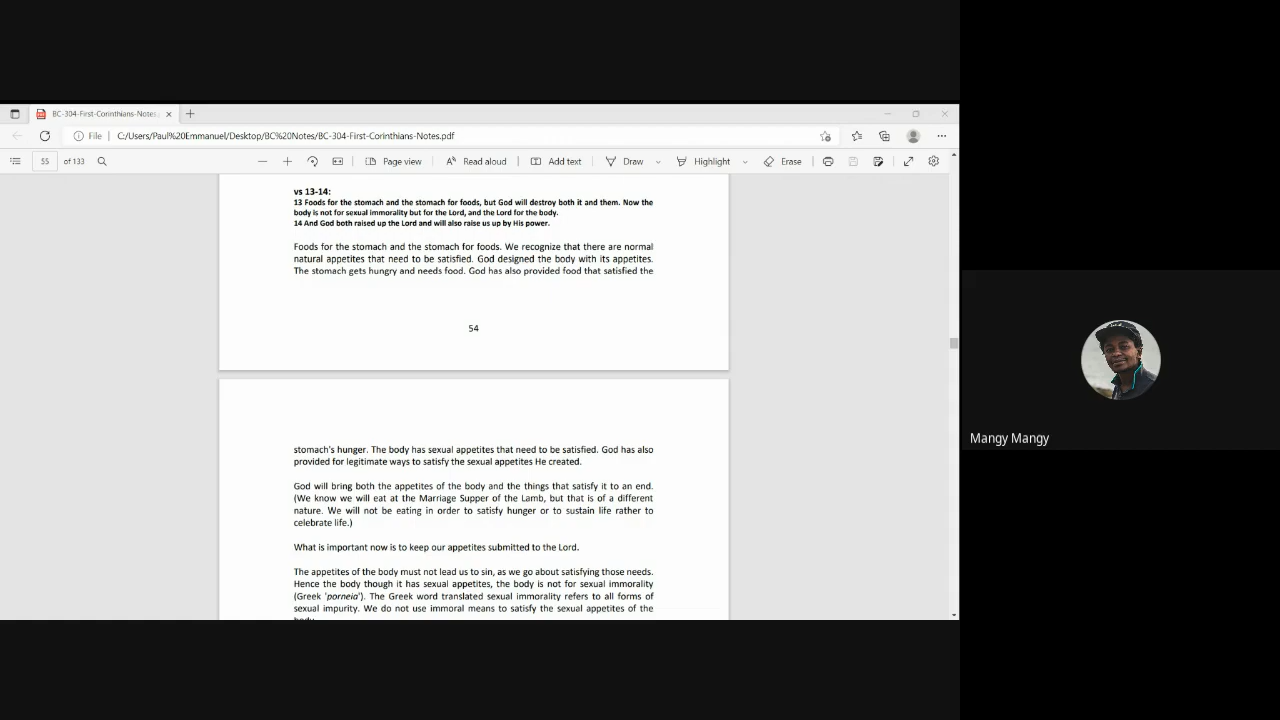 BC-304-First-Corinthians-Notes.
File
C:/Users/Paul%20Emmanuel/Desktop/BC%20Notes/BC-304-First-Corinthians-Notes.pdf
55 of 133
Page view
Read aloud
Add text
Draw
Highlight
Erase
vs 13-14:
13 Foods for the stomach and the stomach for foods, but God will destroy both it and them. Now the
body is not for sexual immorality but for the Lord, and the Lord for the body.
14 And God both raised up the Lord and will also raise us up by His power.
Foods for the stomach and the stomach for foods. We recognize that there are normal
natural appetites that need to be satisfied. God designed the body with its appetites.
The stomach gets hungry and needs food. God has also provided food that satisfied the
54
stomach's hunger. The body has sexual appetites that need to be satisfied. God has also
provided for legitimate ways to satisfy the sexual appetites He created.
God will bring both the appetites of the body and the things that satisfy it to an end.
(We know we will eat at the Marriage Supper of the Lamb, but that is of a different
nature. We will not be eating in order to satisfy hunger or to sustain life rather to
celebrate life.)
What is important now is to keep our appetites submitted to the Lord.
The appetites of the body must not lead us to sin, as we go about satisfying those needs.
Hence the body though it has sexual appetites, the body is not for sexual immorality
(Greek 'porneia'). The Greek word translated sexual immorality refers to all forms of
sexual impurity. We do not use immoral means to satisfy the sexual appetites of the
body.
Mangy Mangy